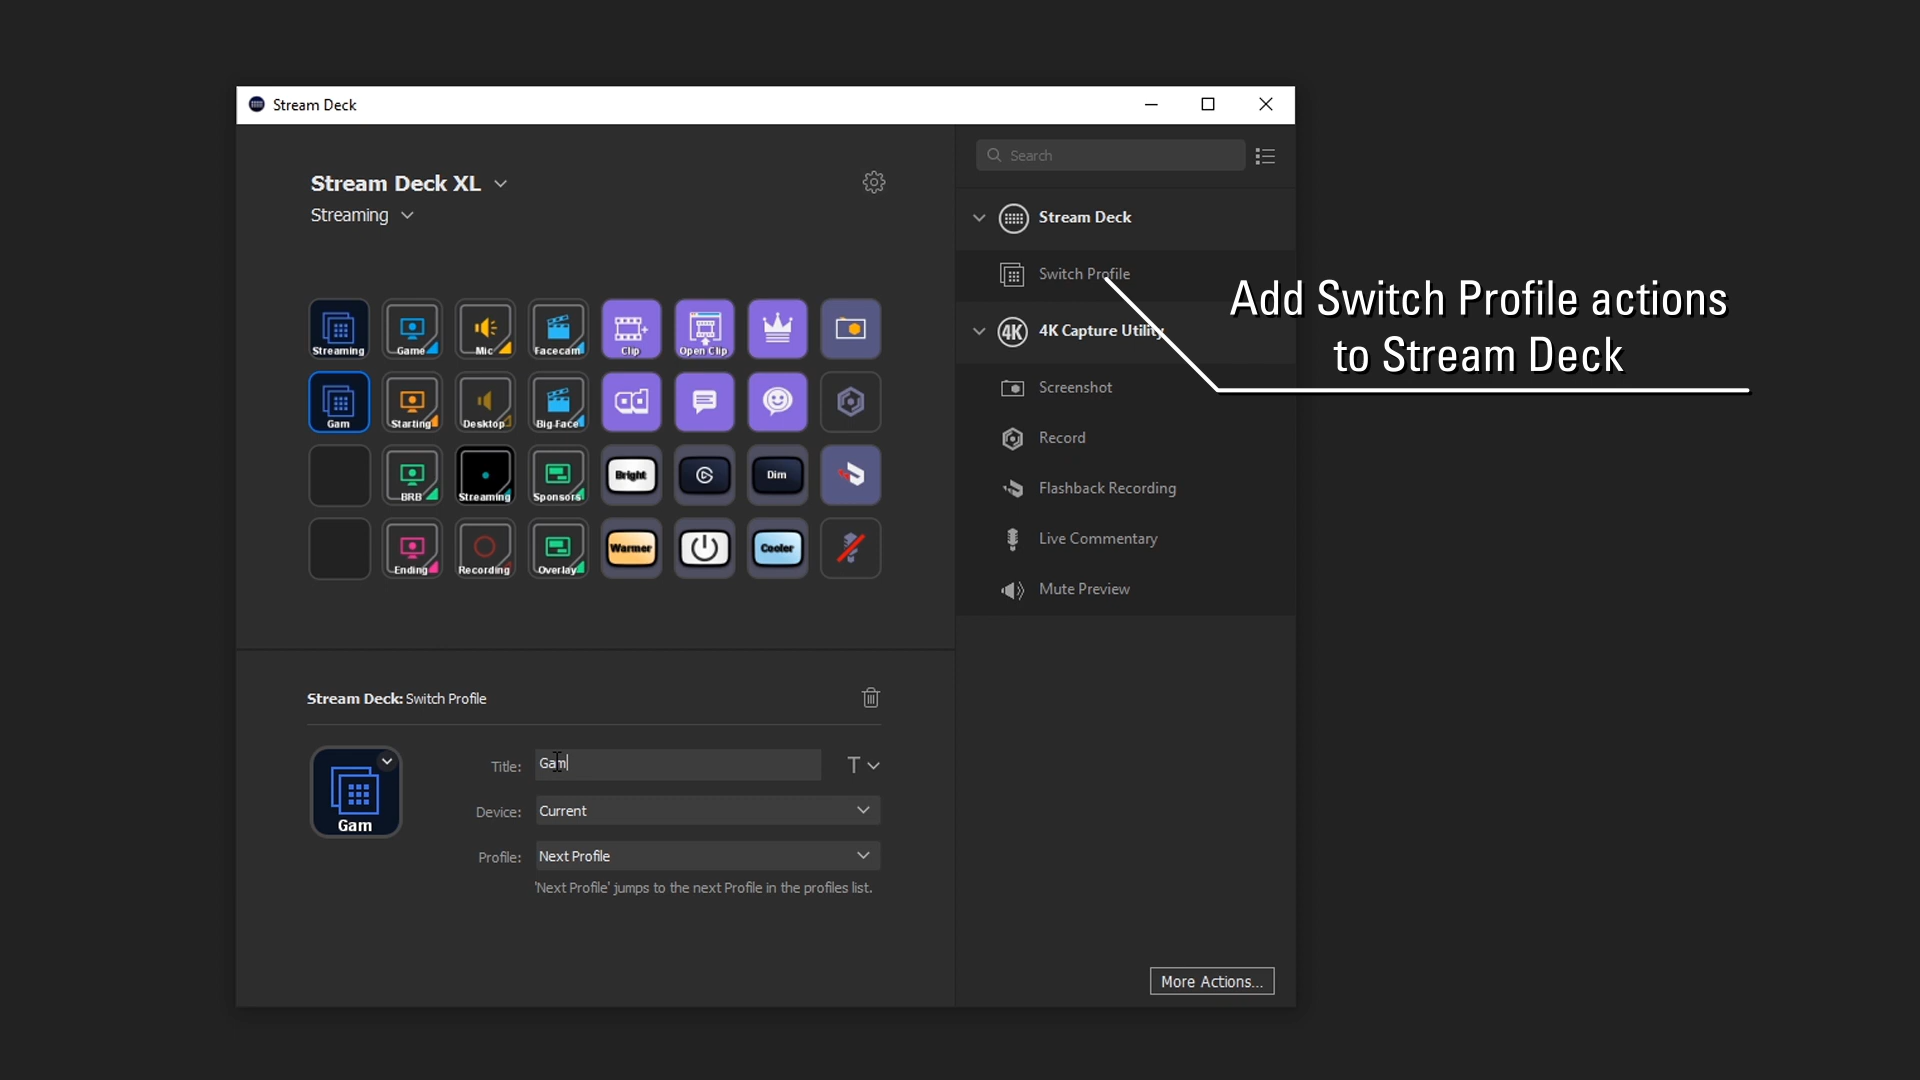 Stream Deck
Stream Deck XL
Streaming
Search
Stream Deck
Switch Profile
Add Switch Profile actions
to Stream Deck
4K 4K Capture Utility
Screenshot
Record
Flashback Recording
Live Commentary
Mute Preview
Streaming Game Mic Facecam Clip Open Clip
Gam Starting Desktop Big Face ad
BRB Streaming Sponsors Bright Dim
Ending Recording Overlay Warmer Cooler
Stream Deck: Switch Profile
Gam
Title: Gam T
Device: Current
Profile: Next Profile
'Next Profile' jumps to the next Profile in the profiles list.
More Actions...